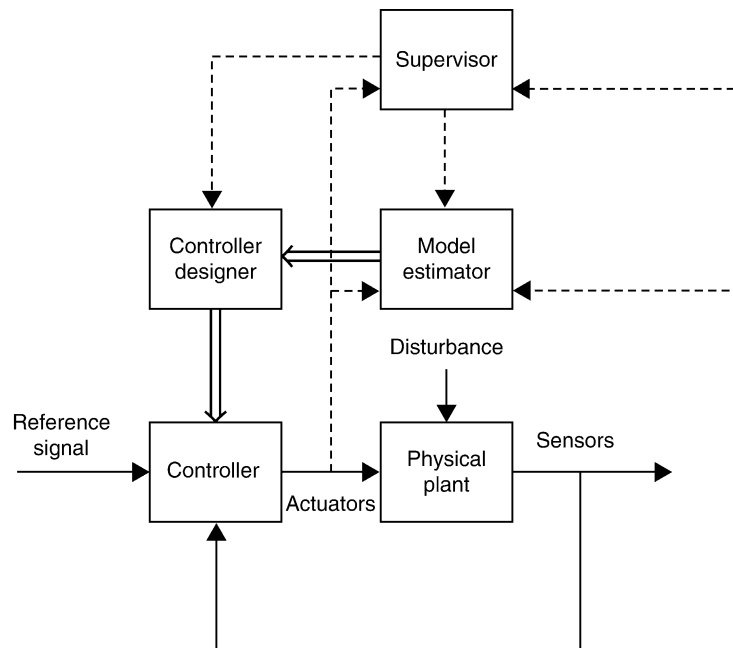 Supervisor
Controller
designer
Model
estimator
Disturbance
Reference
signal
Controller
Actuators
Physical
plant
Sensors